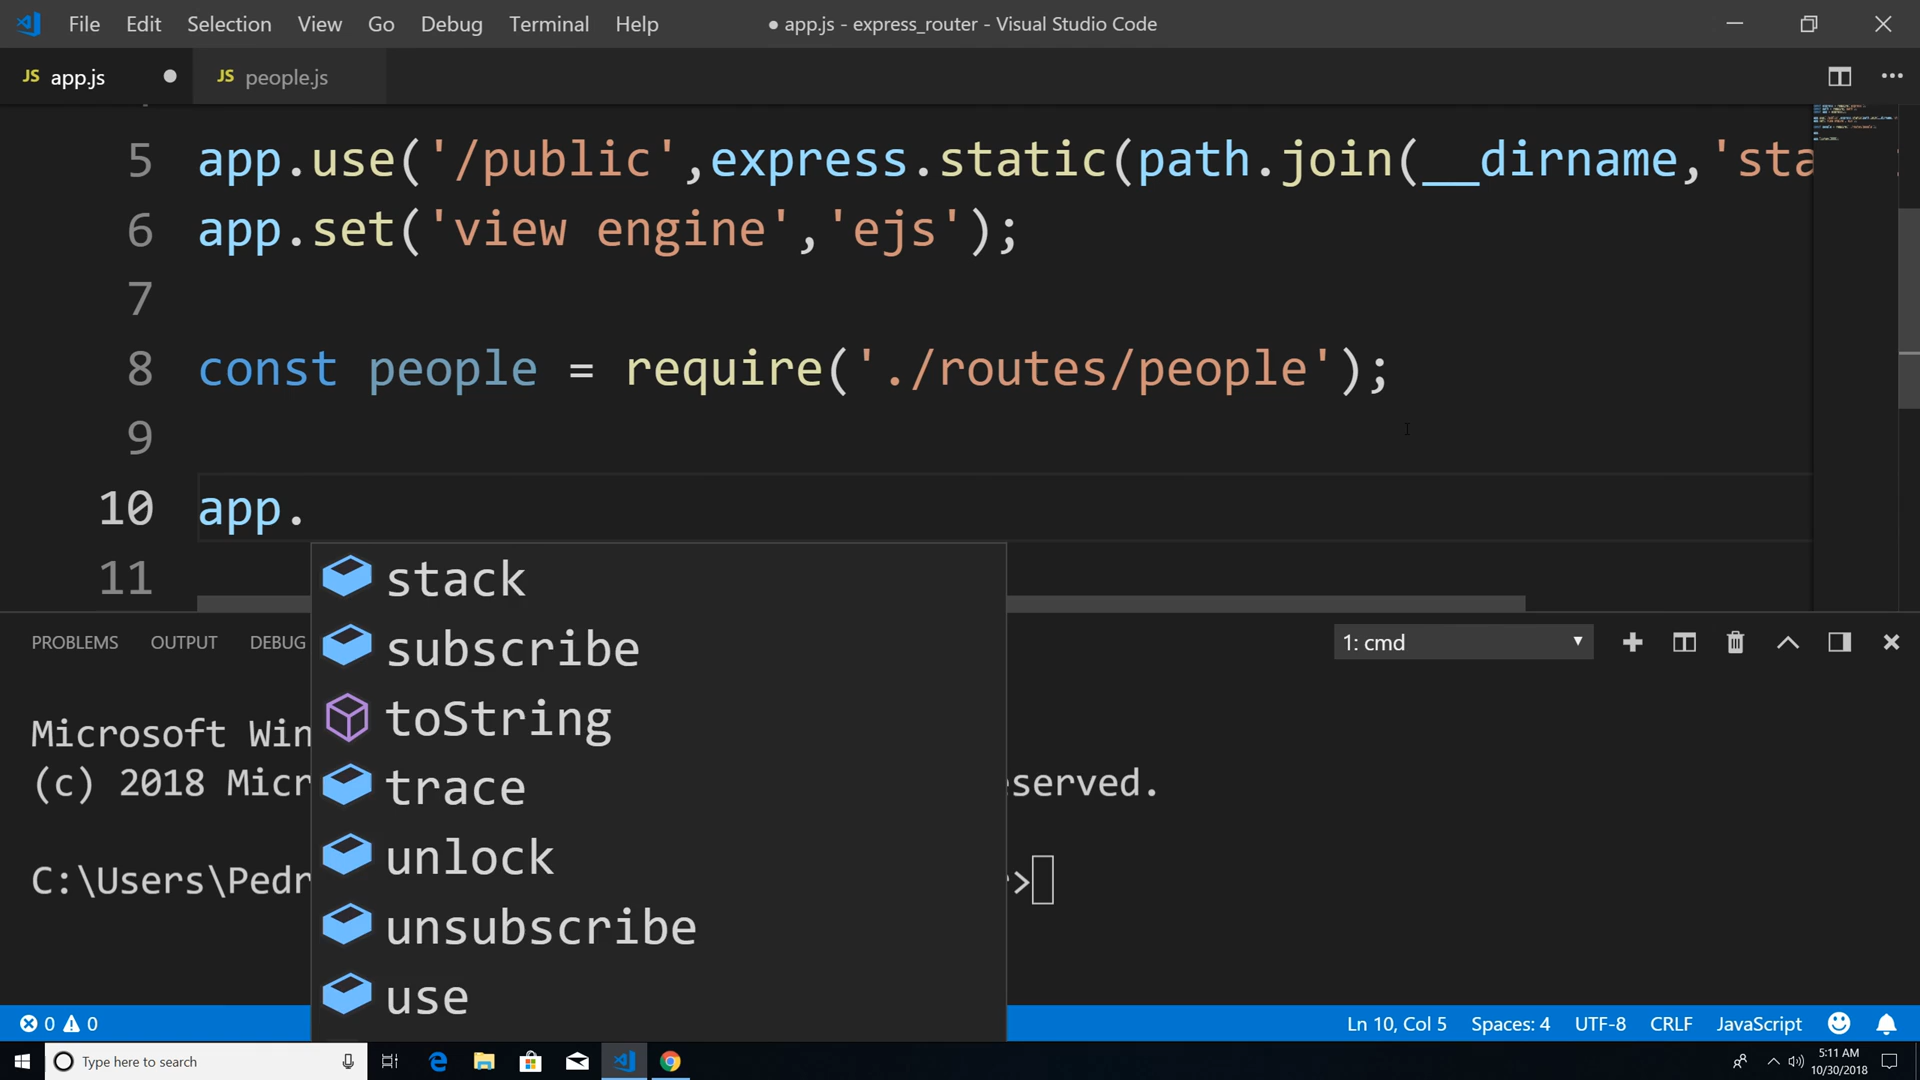 File Edit Selection View Go Debug Terminal Help ● app.js - express_router - Visual Studio Code
JS app.js ● JS people.js
5 app.use('/public',express.static(path.join(__dirname,'sta
6 app.set('view engine','ejs');
7
8 const people = require('./routes/people');
9
10 app.
11
stack
subscribe
toString
trace
unlock
unsubscribe
use
PROBLEMS OUTPUT DEBUG 1: cmd
Microsoft Win
(c) 2018 Micr eserved.
C:\Users\Pedr >
0 0 Ln 10, Col 5 Spaces: 4 UTF-8 CRLF JavaScript
Type here to search
5:11 AM
10/30/2018